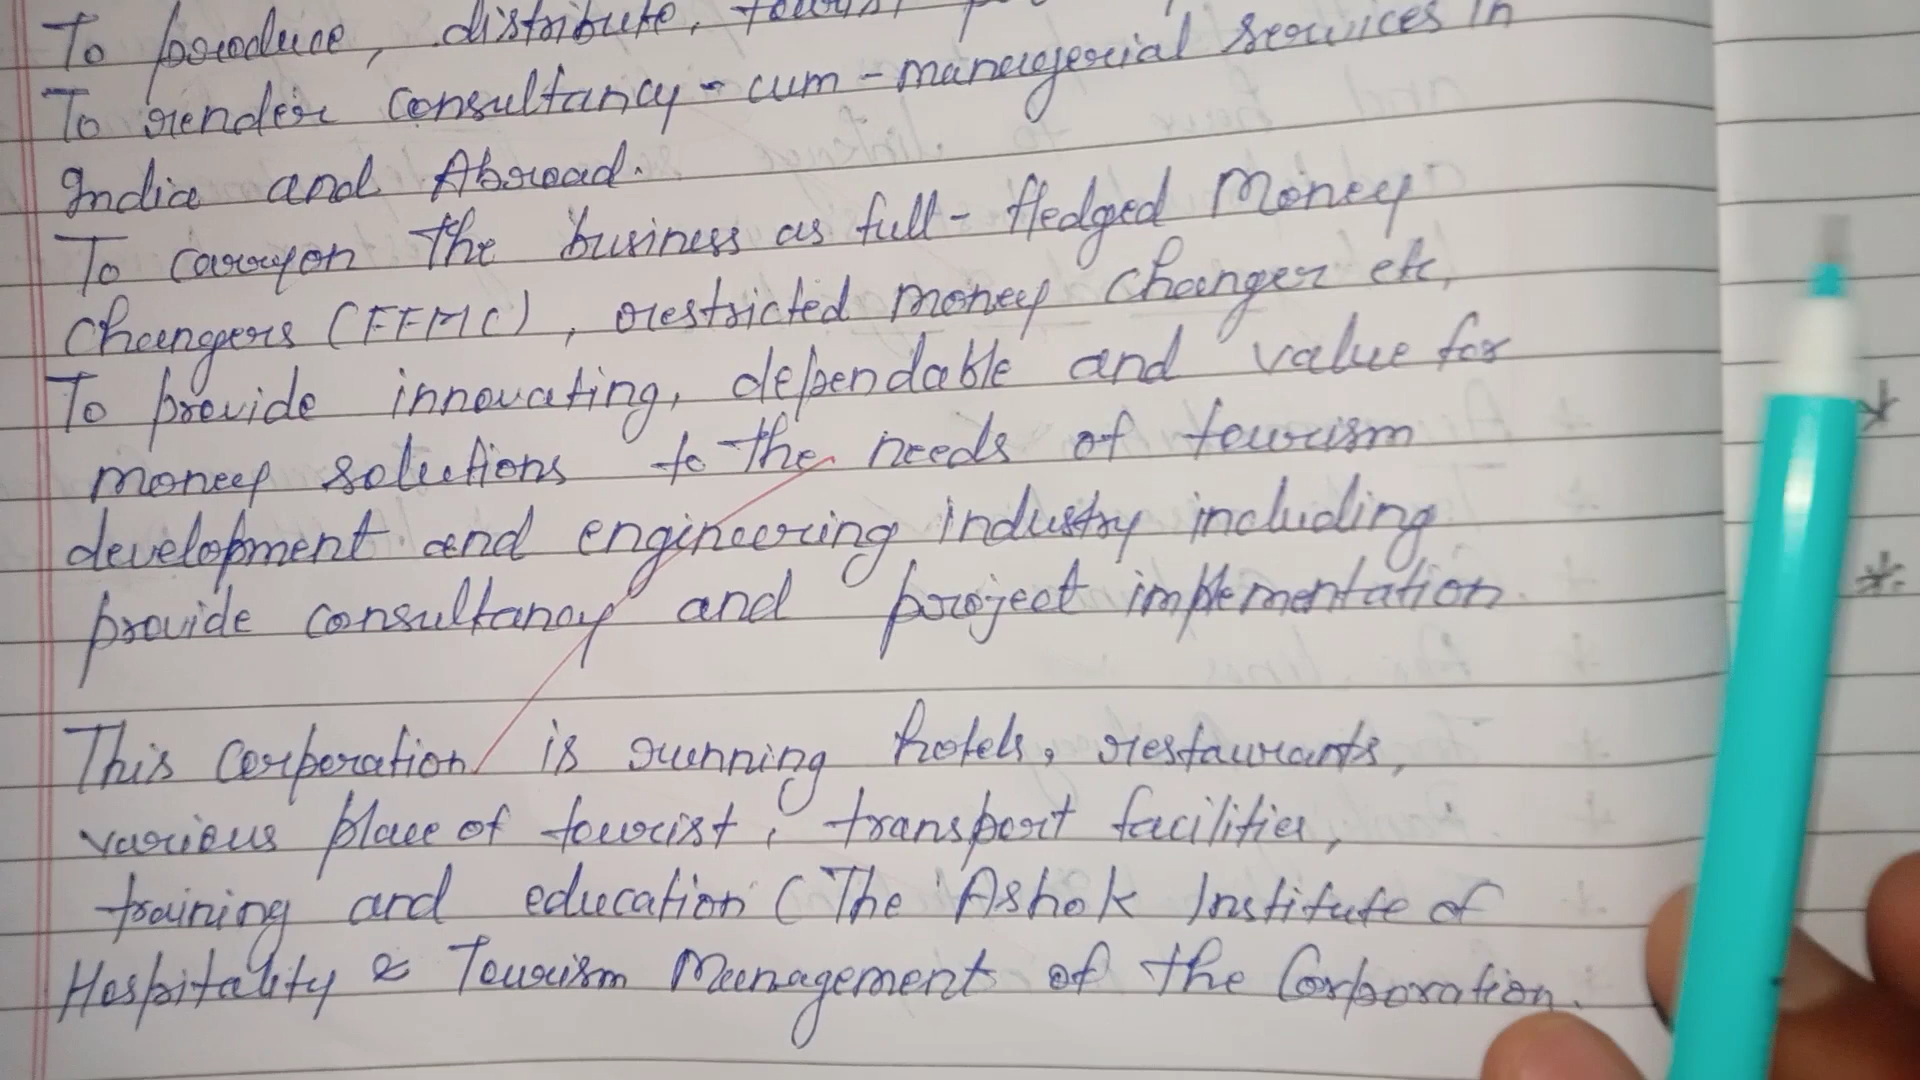 To produce, distribute, tourist
To render consultancy - cum - managerial services in
India and Abroad.
To carryon the business as full - fledged Money
Changers (FFMC), restricted money changer etc,
To provide innovating, dependable and value for
money solutions to the needs of tourism
development and engineering industry including
provide consultancy and project implementation.
This Corporation is running hotels, restaurants,
various place of tourist, transport facilities,
training and education (The Ashok Institute of
Hospitality & Tourism Management of the Corporation.